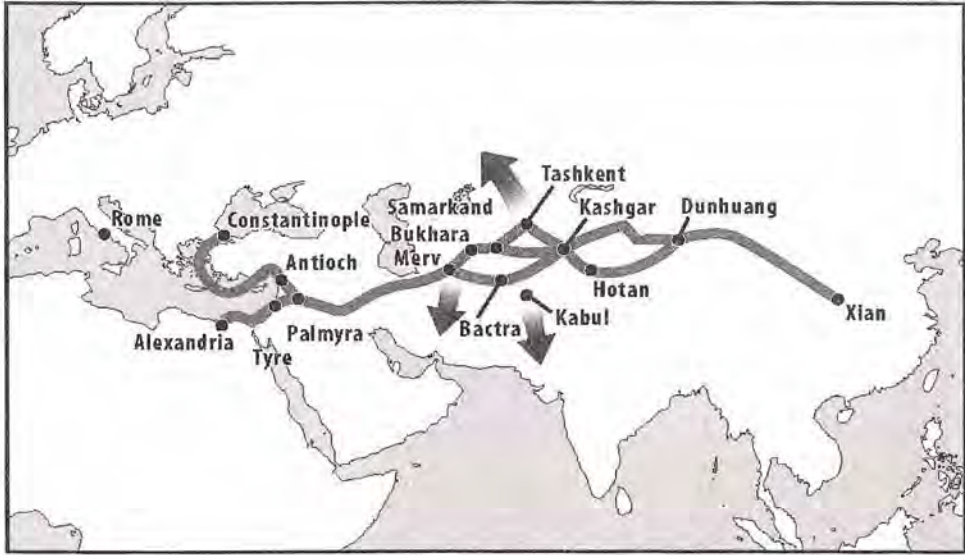 Tashkent
Samarkand
Kashgar
Dunhuang
Rome
Constantinople
Bukhara
Merv
Antioch
Hotan
Xian
Alexandria
Tyre
Palmyra
Bactra
Kabul